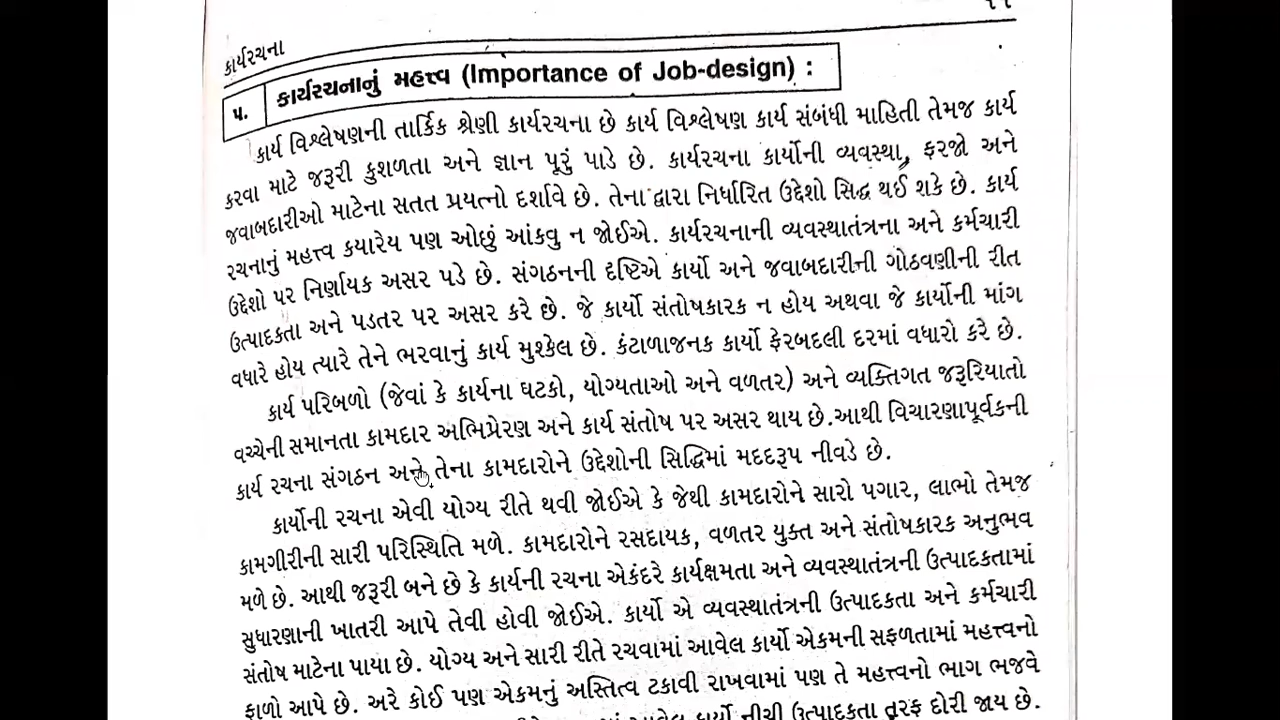 કાર્યરચના
૫. કાર્યરચનાનું મહત્ત્વ (Importance of Job-design) :
કાર્ય વિશ્લેષણની તાર્કિક શ્રેણી કાર્યરચના છે કાર્ય વિશ્લેષણ કાર્ય સંબંધી માહિતી તેમજ કાર્ય
કરવા માટે જરૂરી કુશળતા અને જ્ઞાન પૂરું પાડે છે. કાર્યરચના કાર્યોની વ્યવસ્થા, ફરજો અને
જવાબદારીઓ માટેના સતત પ્રયત્નો દર્શાવે છે. તેના દ્વારા નિર્ધારિત ઉદ્દેશો સિદ્ધ થઈ શકે છે. કાર્ય
રચનાનું મહત્ત્વ કયારેય પણ ઓછું આંકવુ ન જોઈએ. કાર્યરચનાની વ્યવસ્થાતંત્રના અને કર્મચારી
ઉદ્દેશો પર નિર્ણાયક અસર પડે છે. સંગઠનની દૃષ્ટિએ કાર્યો અને જવાબદારીની ગોઠવણીની રીત
ઉત્પાદકતા અને પડતર પર અસર કરે છે. જે કાર્યો સંતોષકારક ન હોય અથવા જે કાર્યોની માંગ
વધારે હોય ત્યારે તેને ભરવાનું કાર્ય મુશ્કેલ છે. કંટાળાજનક કાર્યો ફેરબદલી દરમાં વધારો કરે છે.
કાર્ય પરિબળો (જેવાં કે કાર્યના ઘટકો, યોગ્યતાઓ અને વળતર) અને વ્યક્તિગત જરૂરિયાતો
વચ્ચેની સમાનતા કામદાર અભિપ્રેરણ અને કાર્ય સંતોષ પર અસર થાય છે.આથી વિચારણાપૂર્વકની
કાર્ય રચના સંગઠન અને તેના કામદારોને ઉદ્દેશોની સિદ્ધિમાં મદદરૂપ નીવડે છે.
કાર્યોની રચના એવી યોગ્ય રીતે થવી જોઈએ કે જેથી કામદારોને સારો પગાર, લાભો તેમજ
કામગીરીની સારી પરિસ્થિતિ મળે. કામદારોને રસદાયક, વળતર યુક્ત અને સંતોષકારક અનુભવ
મળે છે. આથી જરૂરી બને છે કે કાર્યની રચના એકંદરે કાર્યક્ષમતા અને વ્યવસ્થાતંત્રની ઉત્પાદકતામાં
સુધારણાની ખાતરી આપે તેવી હોવી જોઈએ. કાર્યો એ વ્યવસ્થાતંત્રની ઉત્પાદકતા અને કર્મચારી
સંતોષ માટેના પાયા છે. યોગ્ય અને સારી રીતે રચવામાં આવેલ કાર્યો એકમની સફળતામાં મહત્ત્વનો
ફાળો આપે છે. અરે કોઈ પણ એકમનું અસ્તિત્વ ટકાવી રાખવામાં પણ તે મહત્ત્વનો ભાગ ભજવે
આવેલ કાર્યો નીચી ઉત્પાદકતા તરફ દોરી જાય છે.